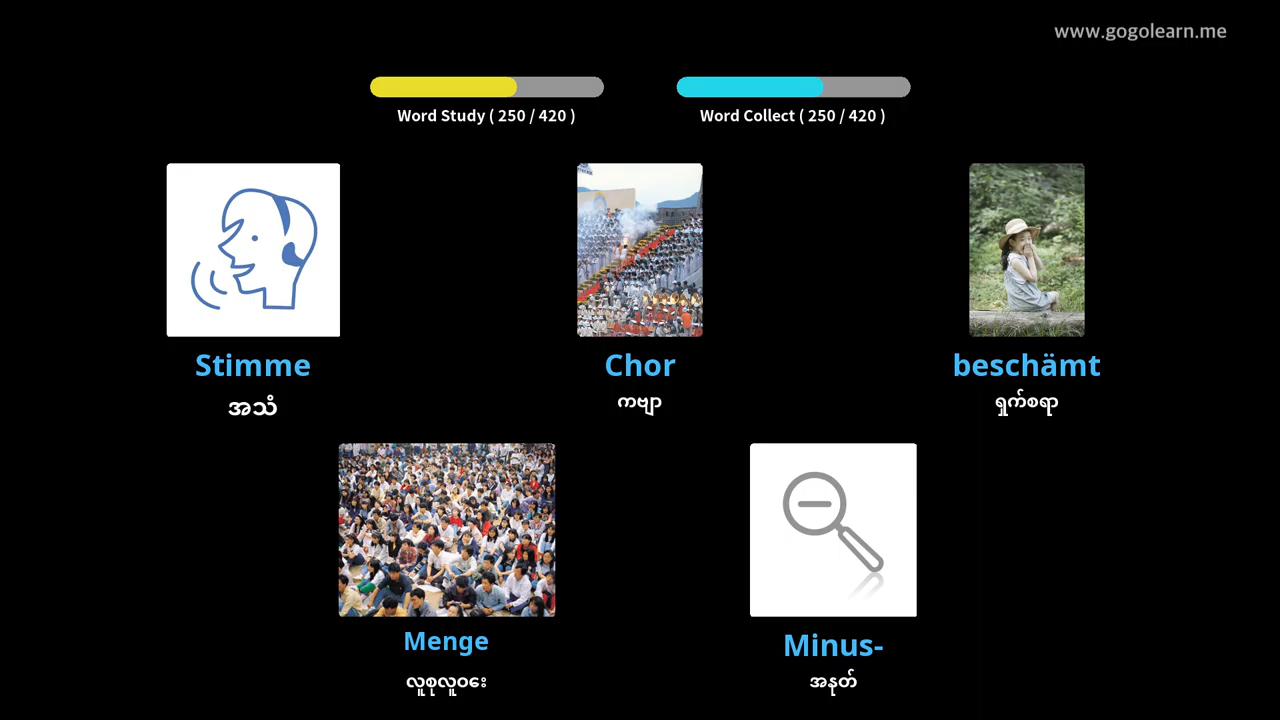 www.gogolearn.me
Word Study ( 250 / 420 )
Word Collect ( 250 / 420 )
Stimme
အသံ
Chor
ကဗျာ
beschämt
ရှက်စရာ
Menge
လူစုလူဝေး
Minus-
အနုတ်